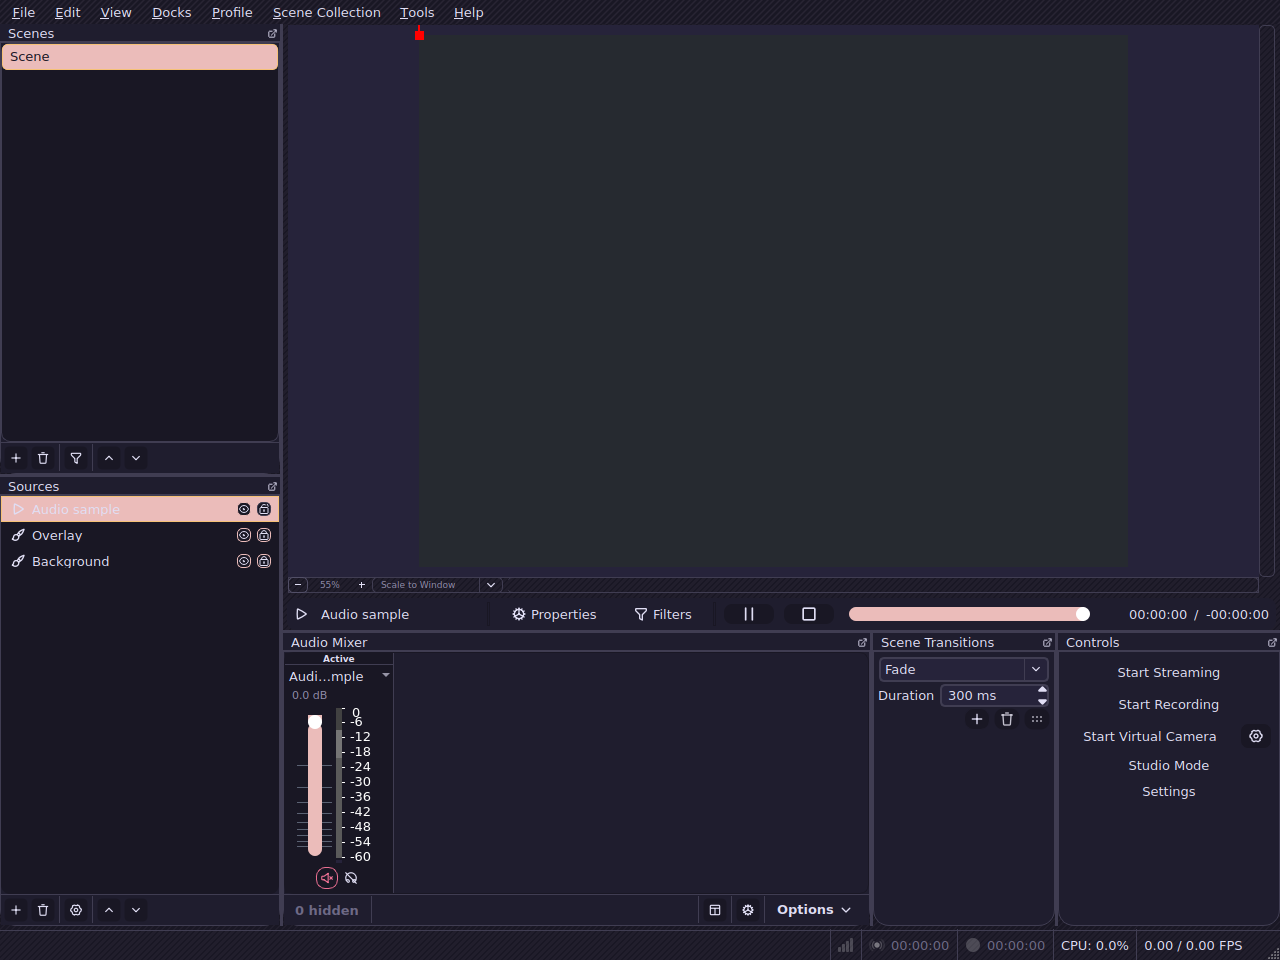 File Edit View Docks Profile Scene Collection Tools Help
Scenes
Scene
Sources
Audio sample
Overlay
Background
55% Scale to Window
Audio sample Properties Filters 00:00:00 / -00:00:00
Audio Mixer
Active
Audi...mple
0.0 dB
0
-6
-12
-18
-24
-30
-36
-42
-48
-54
-60
0 hidden Options
Scene Transitions
Fade
Duration 300 ms
Controls
Start Streaming
Start Recording
Start Virtual Camera
Studio Mode
Settings
00:00:00 00:00:00 CPU: 0.0% 0.00 / 0.00 FPS